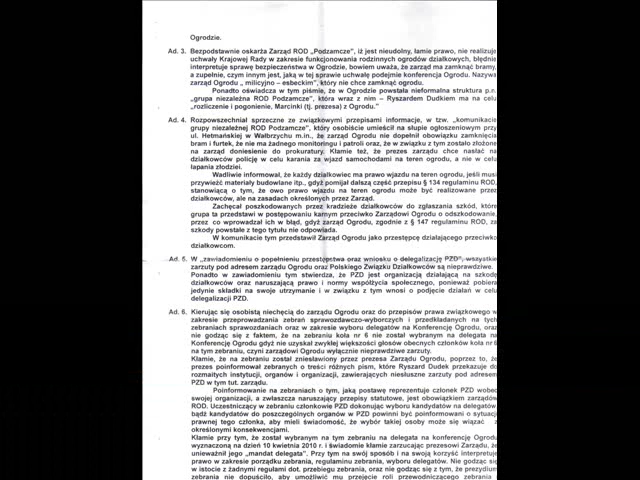 Ogrodzie.
Ad. 3. Bezpodstawnie oskarża Zarząd ROD „Podzamcze", iż jest nieudolny, łamie prawo, nie realizuje
uchwały Krajowej Rady w zakresie funkcjonowania rodzinnych ogrodów działkowych, błędnie
interpretuje sprawę bezpieczeństwa w Ogrodzie, bowiem uważa, że zarząd ma zamykać bramy,
a zupełnie, czym innym jest, jaką w tej sprawie uchwałę podejmie konferencja Ogrodu. Nazywa
zarząd Ogrodu „ milicyjno – esbeckim", który nie chce zamknąć ogrodu.
Ponadto oświadcza w tym piśmie, że w Ogrodzie powstała nieformalna struktura p.n.
„grupa niezależna ROD Podzamcze", która wraz z nim – Ryszardem Dudkiem ma na celu
„rozliczenie i pogonienie, Marcinki (tj. prezesa) z Ogrodu."
Ad. 4. Rozpowszechniał sprzeczne ze związkowymi przepisami informacje, w tzw. „komunikacie
grupy niezależnej ROD Podzamcze", który osobiście umieścił na słupie ogłoszeniowym przy
ul. Hetmańskiej w Wałbrzychu m.in., że zarząd Ogrodu nie dopełnił obowiązku zamknięcia
bram i furtek, że nie ma żadnego monitoringu i patroli oraz, że w związku z tym zostało złożone
na zarząd doniesienie do prokuratury. Kłamie też, że prezes zarządu chce nasłać na
działkowców policję w celu karania za wjazd samochodami na teren ogrodu, a nie w celu
łapania złodziei.
Wadliwie informował, że każdy działkowiec ma prawo wjazdu na teren ogrodu, jeśli musi
przywieźć materiały budowlane itp., gdyż pomijał dalszą część przepisu § 134 regulaminu ROD,
stanowiącą o tym, że owo prawo wjazdu na teren ogrodu może być realizowane przez
działkowców, ale na zasadach określonych przez Zarząd.
Zachęcał poszkodowanych przez kradzieże działkowców do zgłaszania szkód, które
grupa ta przedstawi w postępowaniu karnym przeciwko Zarządowi Ogrodu o odszkodowanie,
przez co wprowadzał ich w błąd, gdyż zarząd Ogrodu, zgodnie z § 147 regulaminu ROD, za
szkody powstałe z tego tytułu nie odpowiada.
W komunikacie tym przedstawił Zarząd Ogrodu jako przestępcę działającego przeciwko
działkowcom.
Ad. 5. W „zawiadomieniu o popełnieniu przestępstwa oraz wniosku o delegalizację PZD", wszystkie
zarzuty pod adresem zarządu Ogrodu oraz Polskiego Związku Działkowców są nieprawdziwe.
Ponadto w zawiadomieniu tym stwierdza, że PZD jest organizacją działającą na szkodę
działkowców oraz naruszającą prawo i normy współżycia społecznego, ponieważ pobiera
jedynie składki na swoje utrzymanie i w związku z tym wnosi o podjęcie działań w celu
delegalizacji PZD.
Ad. 6. Kierując się osobistą niechęcią do zarządu Ogrodu oraz do przepisów prawa związkowego w
zakresie przeprowadzania zebrań sprawozdawczo-wyborczych i przedkładanych na tych
zebraniach sprawozdaniach oraz w zakresie wyboru delegatów na Konferencję Ogrodu, oraz
nie godząc się z faktem, że na zebraniu koła nr 6 nie został wybranym na delegata na
Konferencję Ogrodu gdyż nie uzyskał zwykłej większości głosów obecnych członków koła nr 6
na tym zebraniu, czyni zarządowi Ogrodu wyłącznie nieprawdziwe zarzuty.
Kłamie, że na zebraniu został zniesławiony przez prezesa Zarządu Ogrodu, poprzez to, że
prezes poinformował zebranych o treści różnych pism, które Ryszard Dudek przekazuje do
rozmaitych instytucji, organów i organizacji, zawierających niesłuszne zarzuty pod adresem
PZD w tym tut. zarządu.
Poinformowanie na zebraniach o tym, jaką postawę reprezentuje członek PZD wobec
swojej organizacji, a zwłaszcza naruszający przepisy statutowe, jest obowiązkiem zarządów
ROD. Uczestniczący w zebraniu członkowie PZD dokonując wyboru kandydatów na delegatów,
bądź kandydatów do poszczególnych organów w PZD powinni być poinformowani o sytuacji
prawnej tego członka, aby mieli świadomość, że wybór takiej osoby może się wiązać z
określonymi konsekwencjami.
Kłamie przy tym, że został wybranym na tym zebraniu na delegata na konferencję Ogrodu
wyznaczoną na dzień 10 kwietnia 2010 r. i świadomie kłamie zarzucając prezesowi Zarządu, że
unieważnił jego „mandat delegata". Przy tym na swój sposób i na swoją korzyść interpretuje
prawo w zakresie porządku zebrania, regulaminu zebrania, wyboru delegatów. Nie godząc się
w istocie z żadnymi regułami dot. przebiegu zebrania, oraz nie godząc się z tym, że prezydium
zebrania nie dopuściło, aby umożliwić mu przejęcie roli przewodniczącego zebrania i